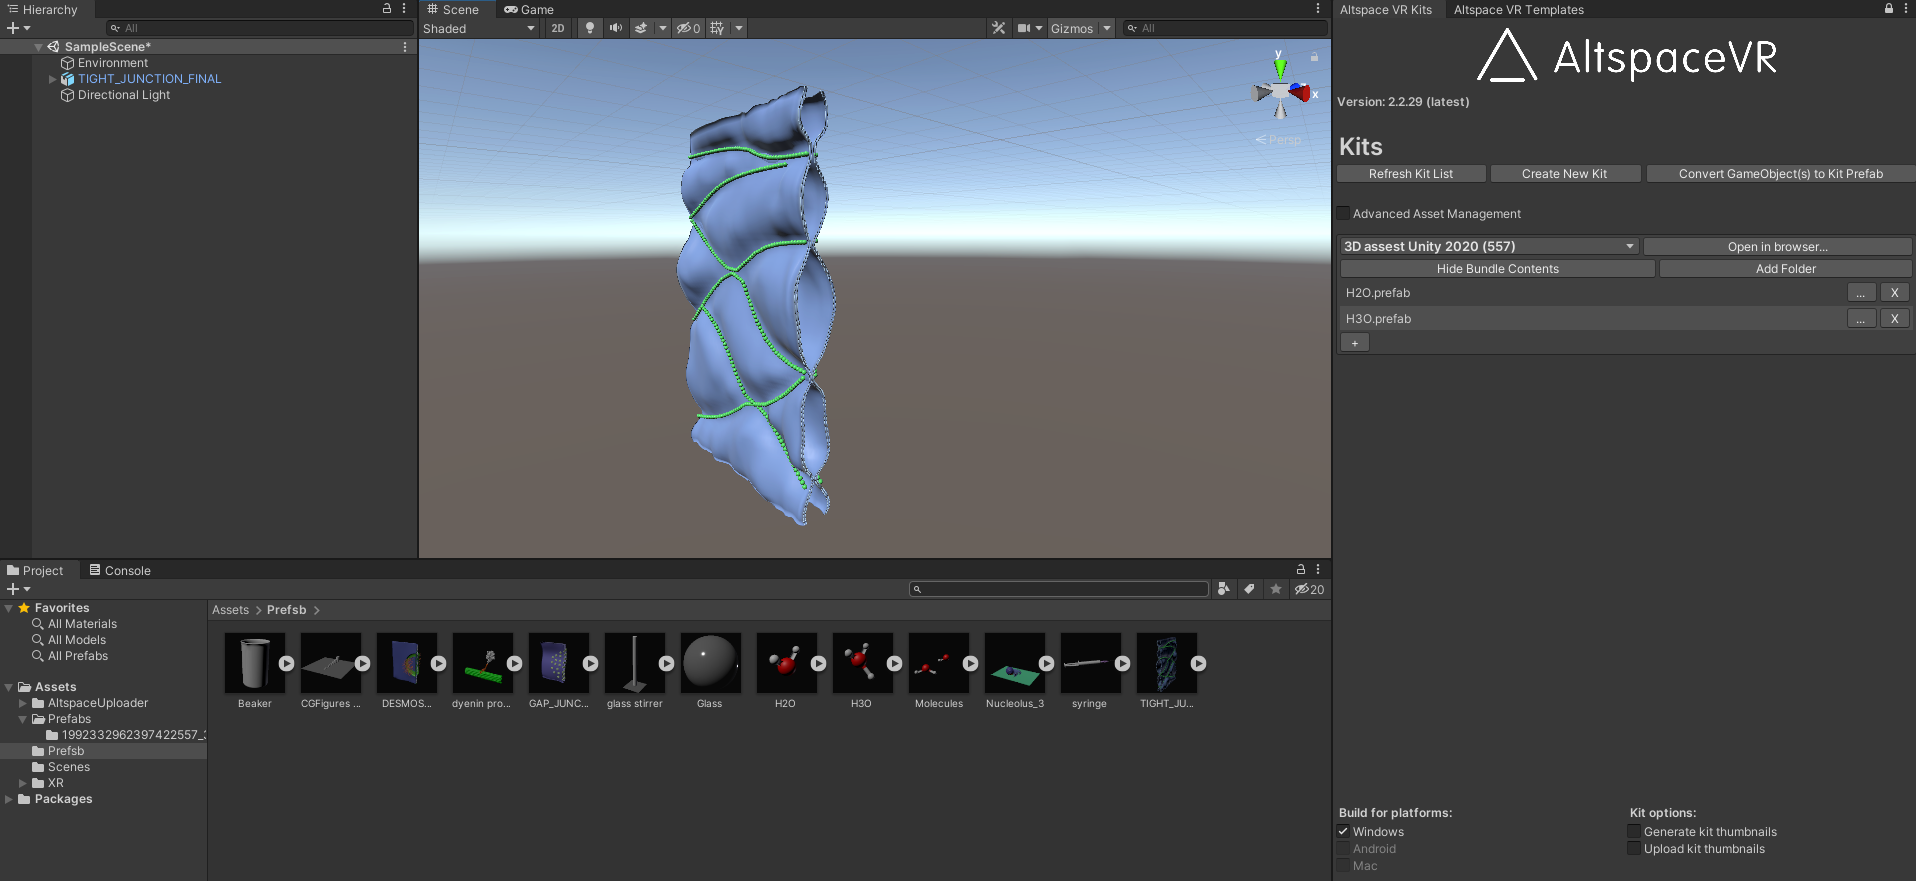 Hierarchy
All
SampleScene*
Environment
TIGHT_JUNCTION_FINAL
Directional Light
Scene
Game
Shaded
2D
0
Gizmos
All
y
x
Persp
Altspace VR Kits
Altspace VR Templates
AltspaceVR
Version: 2.2.29 (latest)
Kits
Refresh Kit List
Create New Kit
Convert GameObject(s) to Kit Prefab
Advanced Asset Management
3D assest Unity 2020 (557)
Open in browser...
Hide Bundle Contents
Add Folder
H2O.prefab
...
X
H3O.prefab
...
X
+
Build for platforms:
Windows
Android
Mac
Kit options:
Generate kit thumbnails
Upload kit thumbnails
Project
Console
20
Favorites
All Materials
All Models
All Prefabs
Assets
AltspaceUploader
Prefabs
1992332962397422557_
Prefsb
Scenes
XR
Packages
Assets > Prefsb >
Beaker
CGFigures ...
DESMOS...
dyenin pro...
GAP_JUNC...
glass stirrer
Glass
H2O
H3O
Molecules
Nucleolus_3
syringe
TIGHT_JU...